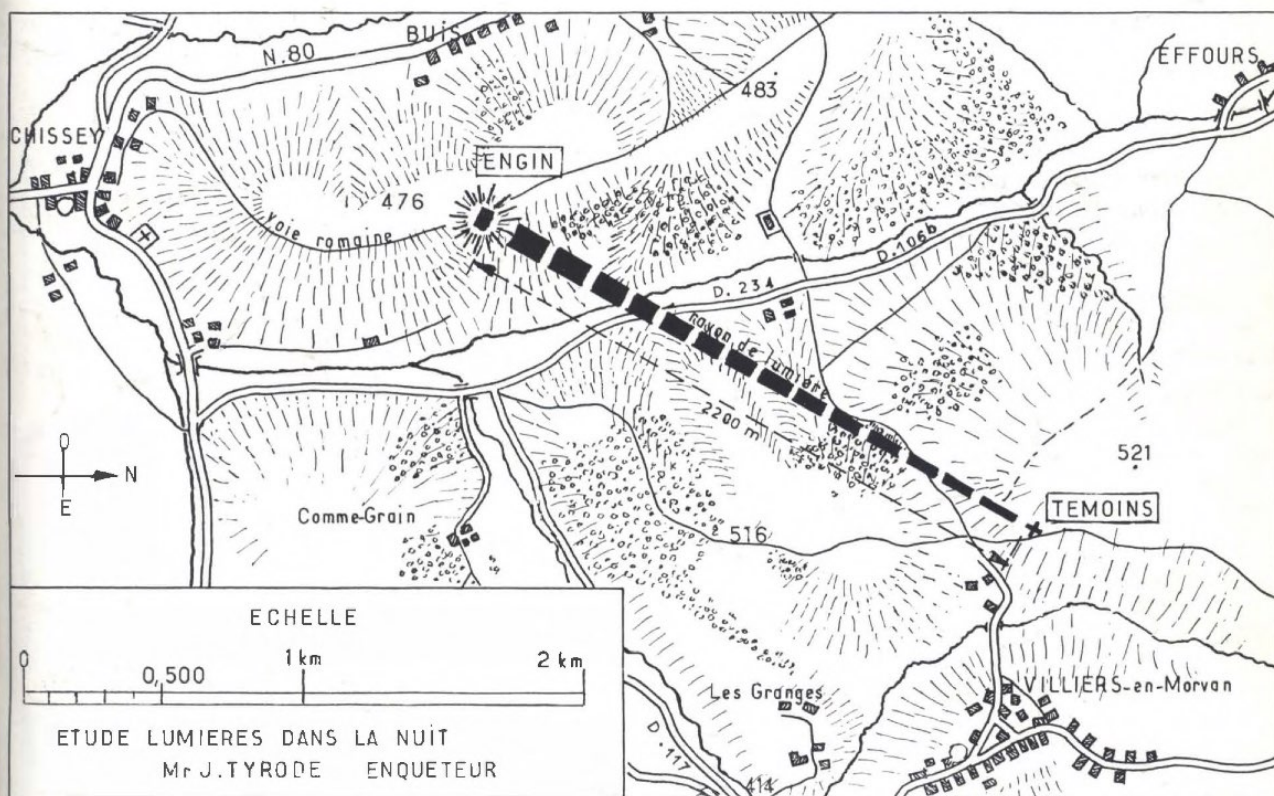 N.80
BUIS
EFFOURS
483
CHISSEY
ENGIN
476
Voie romaine
D.106b
D.234
rayon de lumière
2200 m
O
N
E
521
TEMOINS
Comme-Grain
516
ECHELLE
0
0,500
1 km
2 km
Les Granges
VILLIERS-en-Morvan
D.117
414
ETUDE LUMIERES DANS LA NUIT
Mr J.TYRODE ENQUETEUR